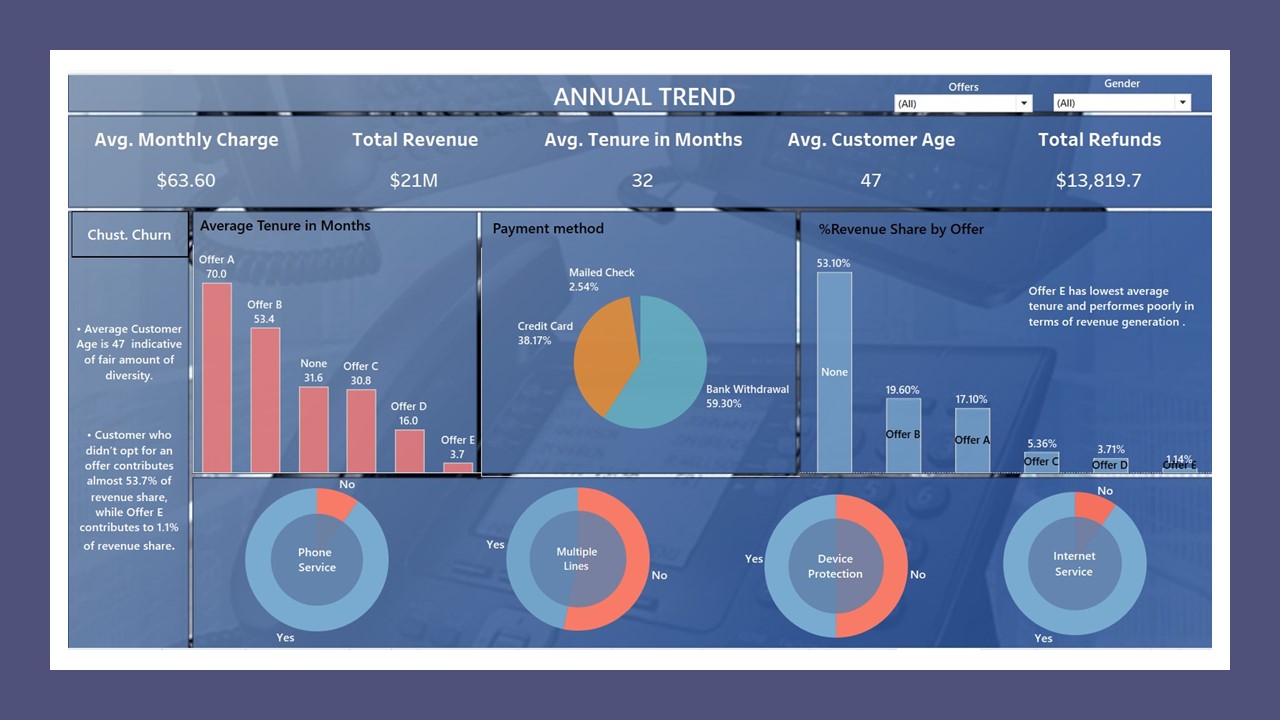 ANNUAL TREND
Offers
(All)
Gender
(All)
Avg. Monthly Charge
$63.60
Total Revenue
$21M
Avg. Tenure in Months
32
Avg. Customer Age
47
Total Refunds
$13,819.7
Chust. Churn
• Average Customer
Age is 47 indicative
of fair amount of
diversity.
• Customer who
didn't opt for an
offer contributes
almost 53.7% of
revenue share,
while Offer E
contributes to 1.1%
of revenue share.
Average Tenure in Months
Offer A
70.0
Offer B
53.4
None
31.6
Offer C
30.8
Offer D
16.0
Offer E
3.7
Payment method
Mailed Check
2.54%
Credit Card
38.17%
Bank Withdrawal
59.30%
%Revenue Share by Offer
53.10%
None
19.60%
Offer B
17.10%
Offer A
5.36%
Offer C
3.71%
Offer D
1.14%
Offer E
Offer E has lowest average
tenure and performes poorly in
terms of revenue generation .
No
Phone
Service
Yes
Yes
Multiple
Lines
No
Yes
Device
Protection
No
No
Internet
Service
Yes